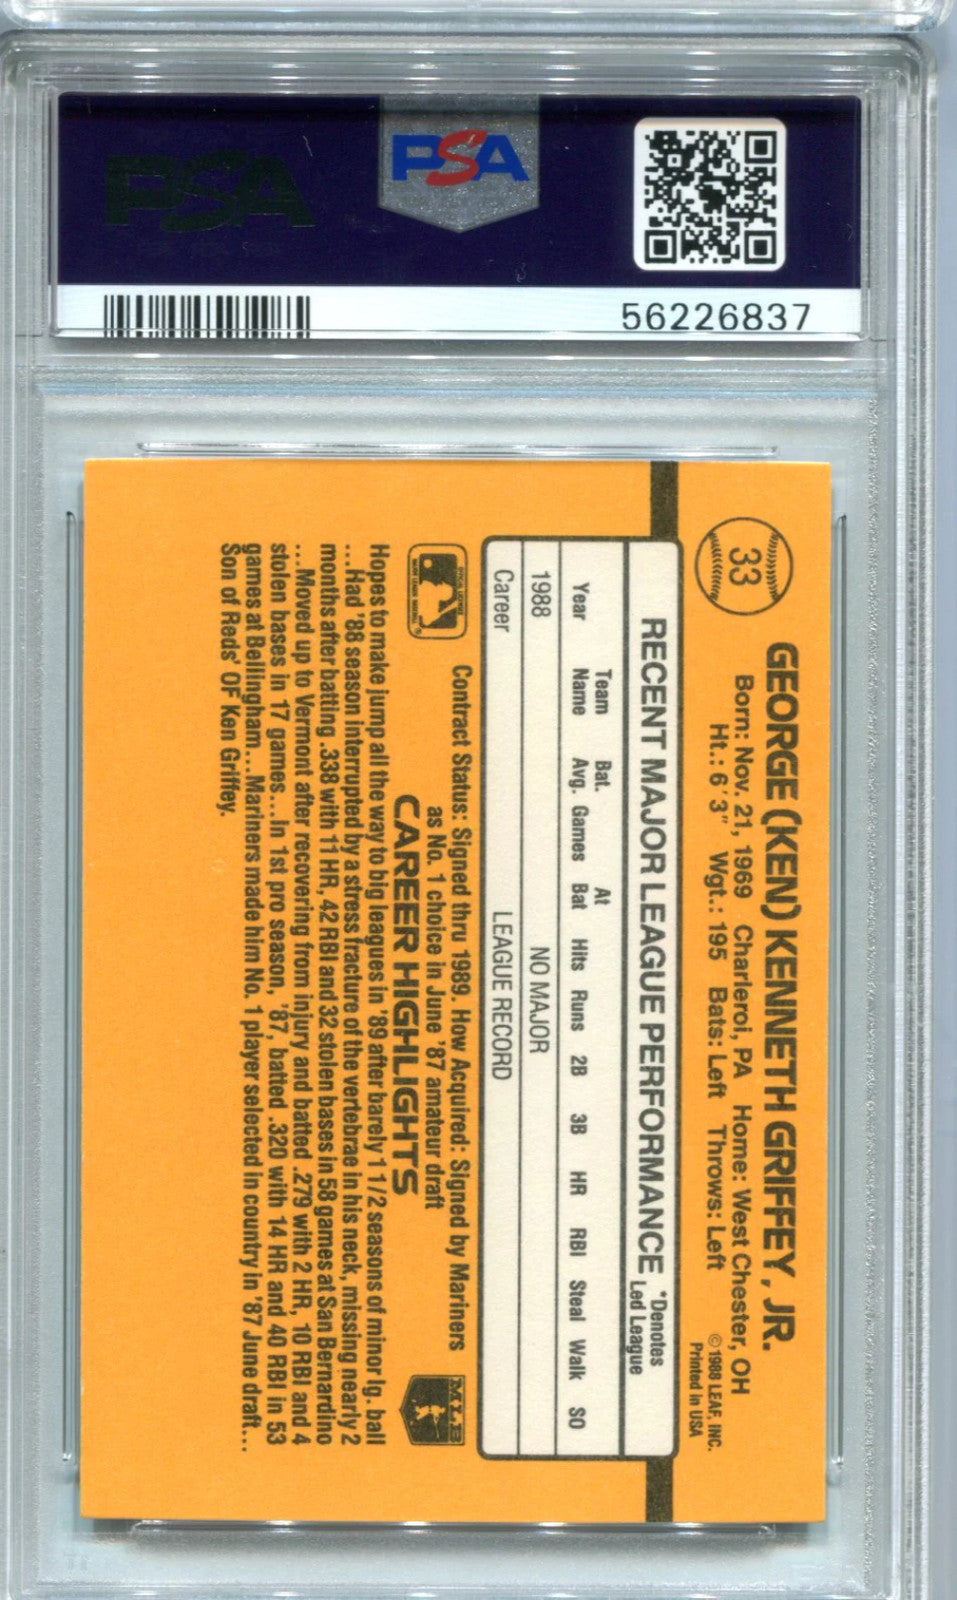 PSA
PSA
56226837
33
GEORGE (KEN) KENNETH GRIFFEY, JR.
Born: Nov. 21, 1969 Charleroi, PA Home: West Chester, OH
Ht.: 6'3" Wgt.: 195 Bats: Left Throws: Left
© 1988 LEAF, INC.
Printed in USA
RECENT MAJOR LEAGUE PERFORMANCE
*Denotes
Led League
Year Team Name Bat. Avg. Games At Bat Hits Runs 2B 3B HR RBI Steal Walk SO
1988 NO MAJOR
Career LEAGUE RECORD
MLB
Contract Status: Signed thru 1989. How Acquired: Signed by Mariners
as No. 1 choice in June '87 amateur draft
CAREER HIGHLIGHTS
Hopes to make jump all the way to big leagues in '89 after barely 1 1/2 seasons of minor lg. ball
...Had '88 season interrupted by a stress fracture of the vertebrae in his neck, missing nearly 2
months after batting .338 with 11 HR, 42 RBI and 32 stolen bases in 58 games at San Bernardino
...Moved up to Vermont after recovering from injury and batted .279 with 2 HR, 10 RBI and 4
stolen bases in 17 games...In 1st pro season, '87, batted .320 with 14 HR and 40 RBI in 53
games at Bellingham...Mariners made him No. 1 player selected in country in '87 June draft...
Son of Reds' OF Ken Griffey.